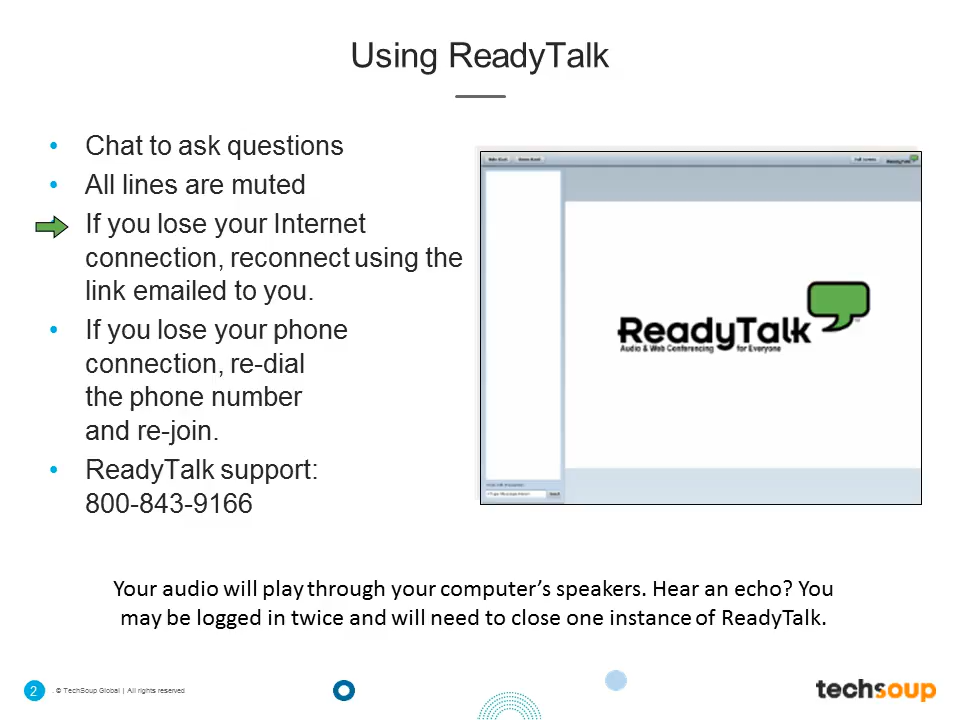 Using ReadyTalk
• Chat to ask questions
• All lines are muted
If you lose your Internet
connection, reconnect using the
link emailed to you.
• If you lose your phone
connection, re-dial
the phone number
and re-join.
• ReadyTalk support:
800-843-9166
ReadyTalk
Audio & Web Conferencing for Everyone
Send
Your audio will play through your computer’s speakers. Hear an echo? You
may be logged in twice and will need to close one instance of ReadyTalk.
2
. © TechSoup Global | All rights reserved
techsoup